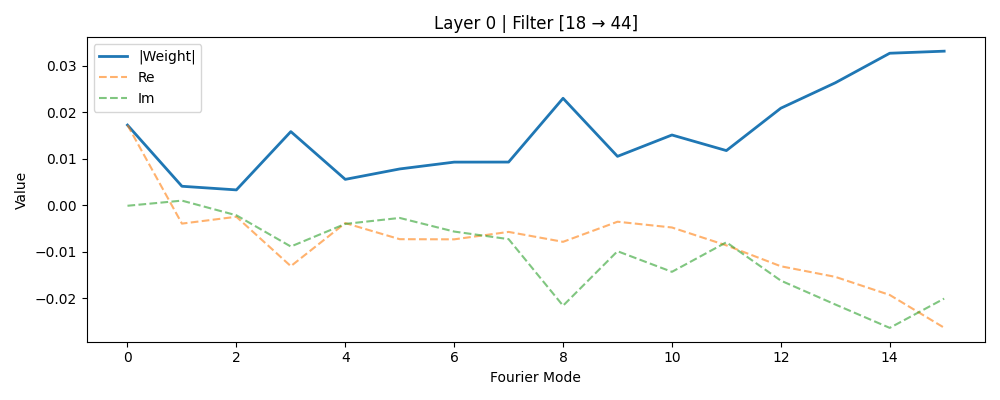 Layer 0 | Filter [18 → 44]
|Weight|
Re
Im
0.03
0.02
0.01
0.00
−0.01
−0.02
Value
0 2 4 6 8 10 12 14
Fourier Mode